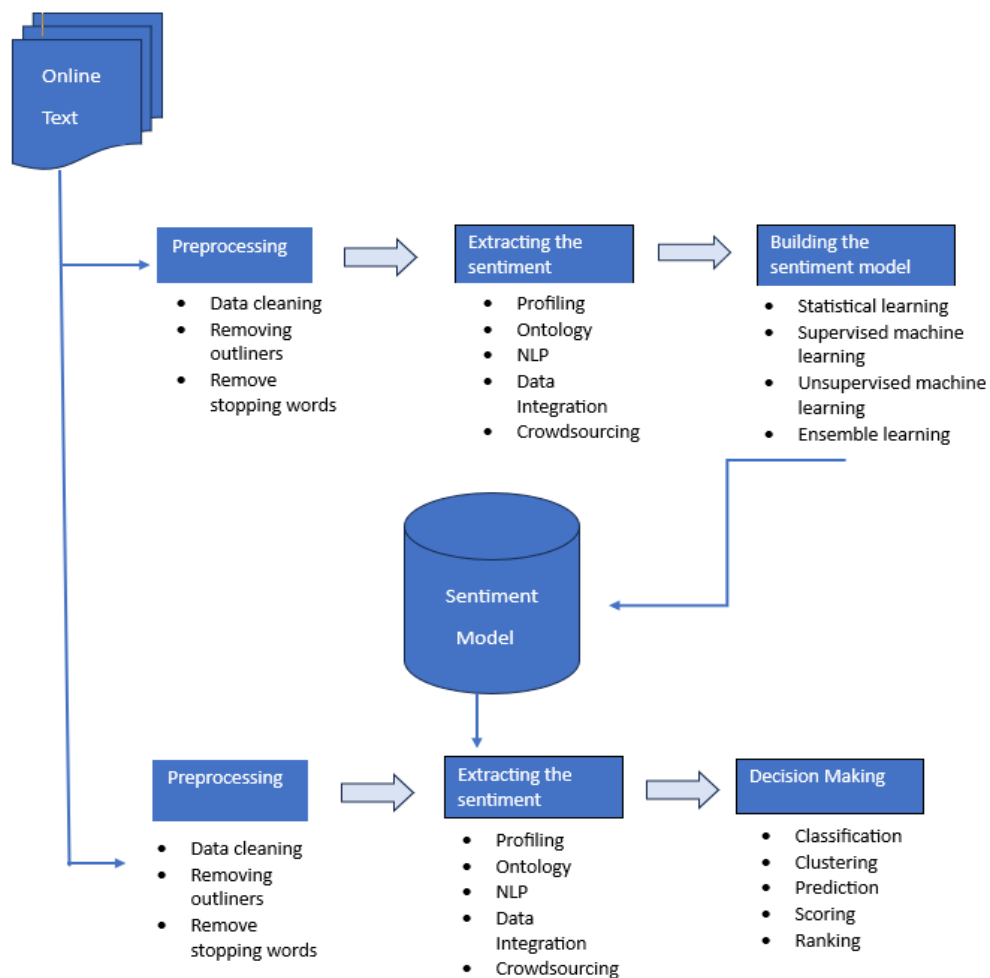 Online
Text
Preprocessing
• Data cleaning
• Removing
outliners
• Remove
stopping words
Extracting the
sentiment
• Profiling
• Ontology
• NLP
• Data
Integration
• Crowdsourcing
Building the
sentiment model
• Statistical learning
• Supervised machine
learning
• Unsupervised machine
learning
• Ensemble learning
Sentiment
Model
Preprocessing
• Data cleaning
• Removing
outliners
• Remove
stopping words
Extracting the
sentiment
• Profiling
• Ontology
• NLP
• Data
Integration
• Crowdsourcing
Decision Making
• Classification
• Clustering
• Prediction
• Scoring
• Ranking